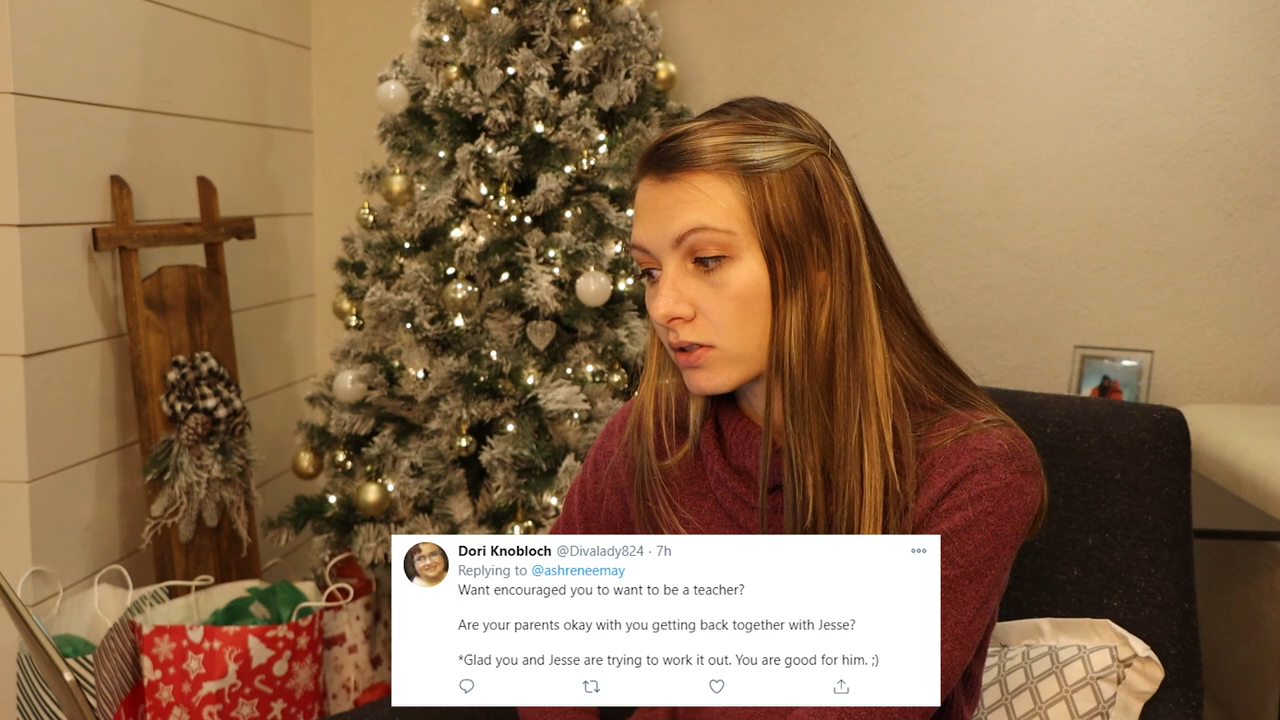 Dori Knobloch @Divalady824 · 7h
Replying to @ashreneemay
Want encouraged you to want to be a teacher?
Are your parents okay with you getting back together with Jesse?
*Glad you and Jesse are trying to work it out. You are good for him. ;)